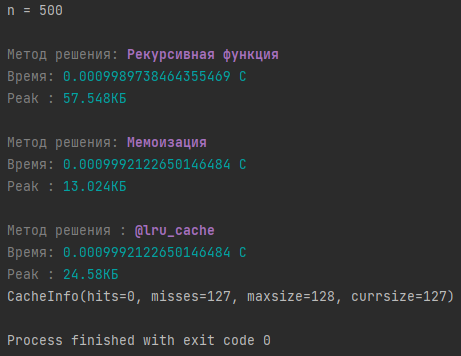 n = 500
Метод решения: Рекурсивная функция
Время: 0.0009989738464355469 С
Peak : 57.548КБ
Метод решения: Мемоизация
Время: 0.0009992122650146484 С
Peak : 13.024КБ
Метод решения : @lru_cache
Время: 0.0009992122650146484 С
Peak : 24.58КБ
CacheInfo(hits=0, misses=127, maxsize=128, currsize=127)
Process finished with exit code 0